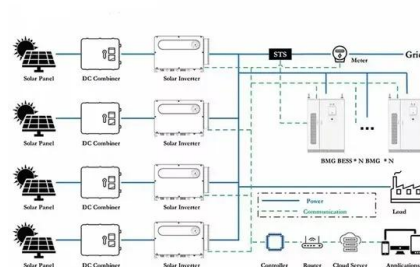 STS
Meter
Grid
Solar Panel
DC Combiner
Solar Inverter
Solar Panel
DC Combiner
Solar Inverter
BMG BESS * N BMG * N
Solar Panel
DC Combiner
Solar Inverter
Load
Power
Communication
Solar Panel
DC Combiner
Solar Inverter
Controller
Router
Cloud Server
Applications